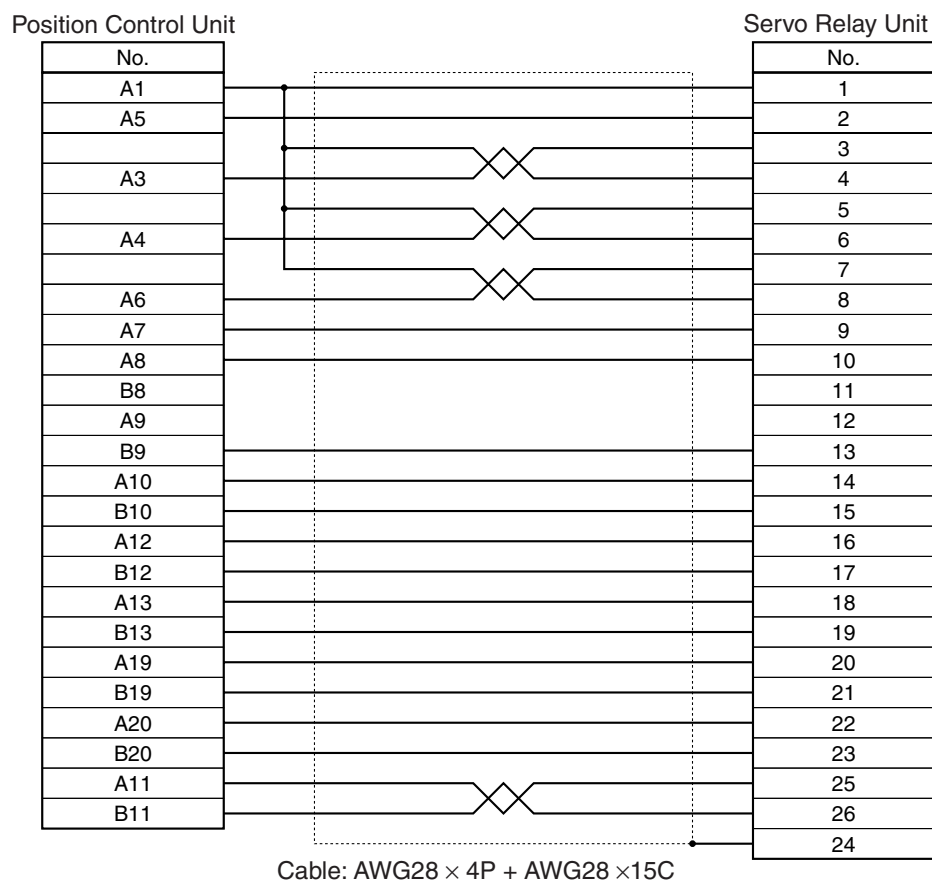 Position Control Unit Servo Relay Unit
No. No.
A1 1
A5 2
3
A3 4
5
A4 6
7
A6 8
A7 9
A8 10
B8 11
A9 12
B9 13
A10 14
B10 15
A12 16
B12 17
A13 18
B13 19
A19 20
B19 21
A20 22
B20 23
A11 25
B11 26
24
Cable: AWG28 × 4P + AWG28 ×15C